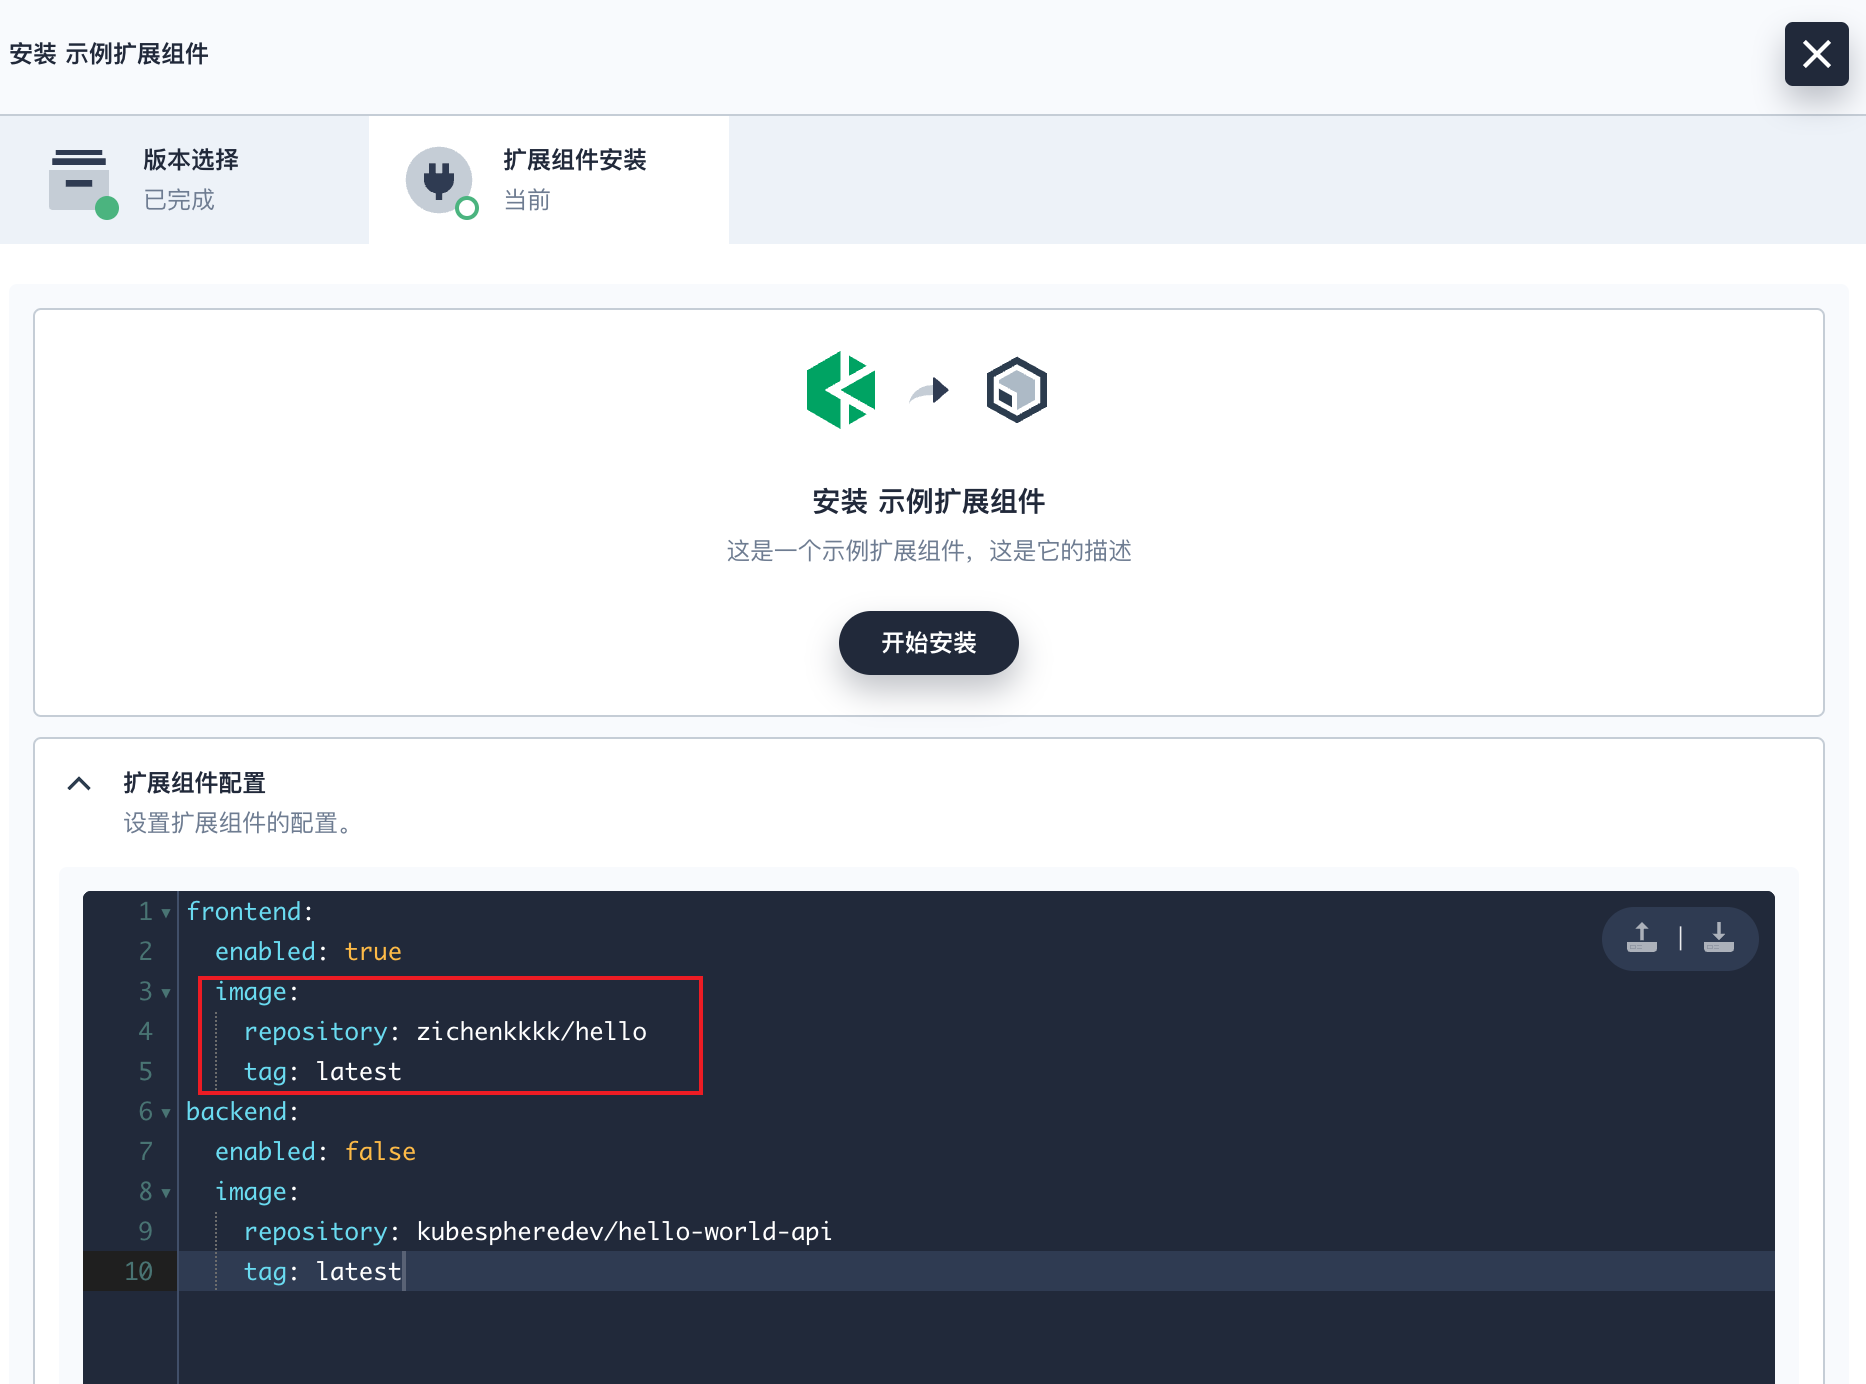 安装 示例扩展组件
版本选择
已完成
扩展组件安装
当前
安装 示例扩展组件
这是一个示例扩展组件，这是它的描述
开始安装
扩展组件配置
设置扩展组件的配置。
1 frontend:
2   enabled: true
3   image:
4     repository: zichenkkkk/hello
5     tag: latest
6 backend:
7   enabled: false
8   image:
9     repository: kubespheredev/hello-world-api
10     tag: latest